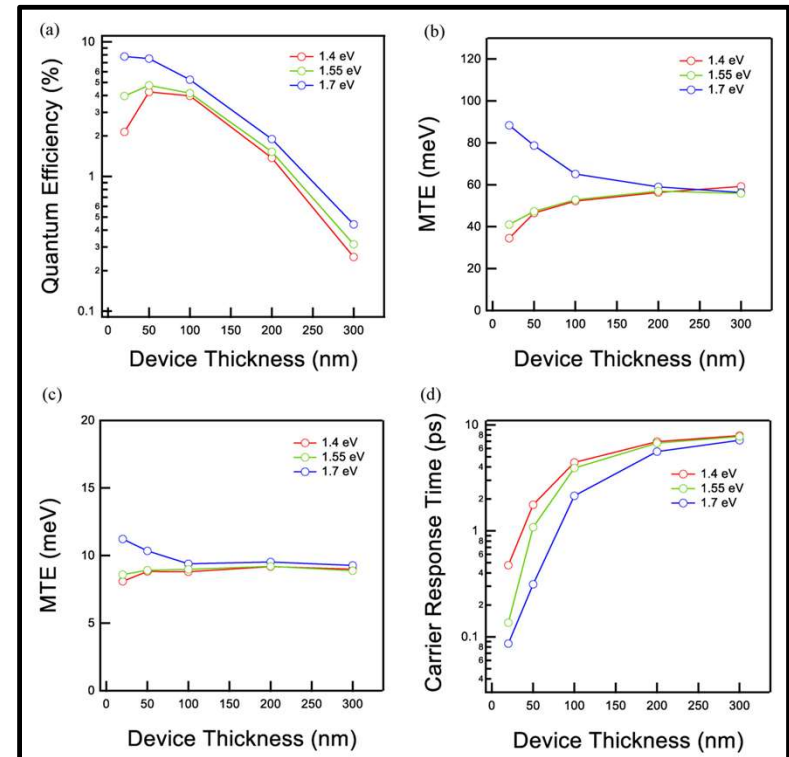 (a)
Quantum Efficiency (%)
10
8
6
5
4
3
2
1
8
6
5
4
3
2
0.1
1.4 eV
1.55 eV
1.7 eV
0 50 100 150 200 250 300
Device Thickness (nm)
(b)
MTE (meV)
120
100
80
60
40
20
0
1.4 eV
1.55 eV
1.7 eV
0 50 100 150 200 250 300
Device Thickness (nm)
(c)
MTE (meV)
20
15
10
5
0
1.4 eV
1.55 eV
1.7 eV
0 50 100 150 200 250 300
Device Thickness (nm)
(d)
Carrier Response Time (ps)
10
8
6
4
2
1
8
6
4
2
0.1
8
6
4
1.4 eV
1.55 eV
1.7 eV
0 50 100 150 200 250 300
Device Thickness (nm)